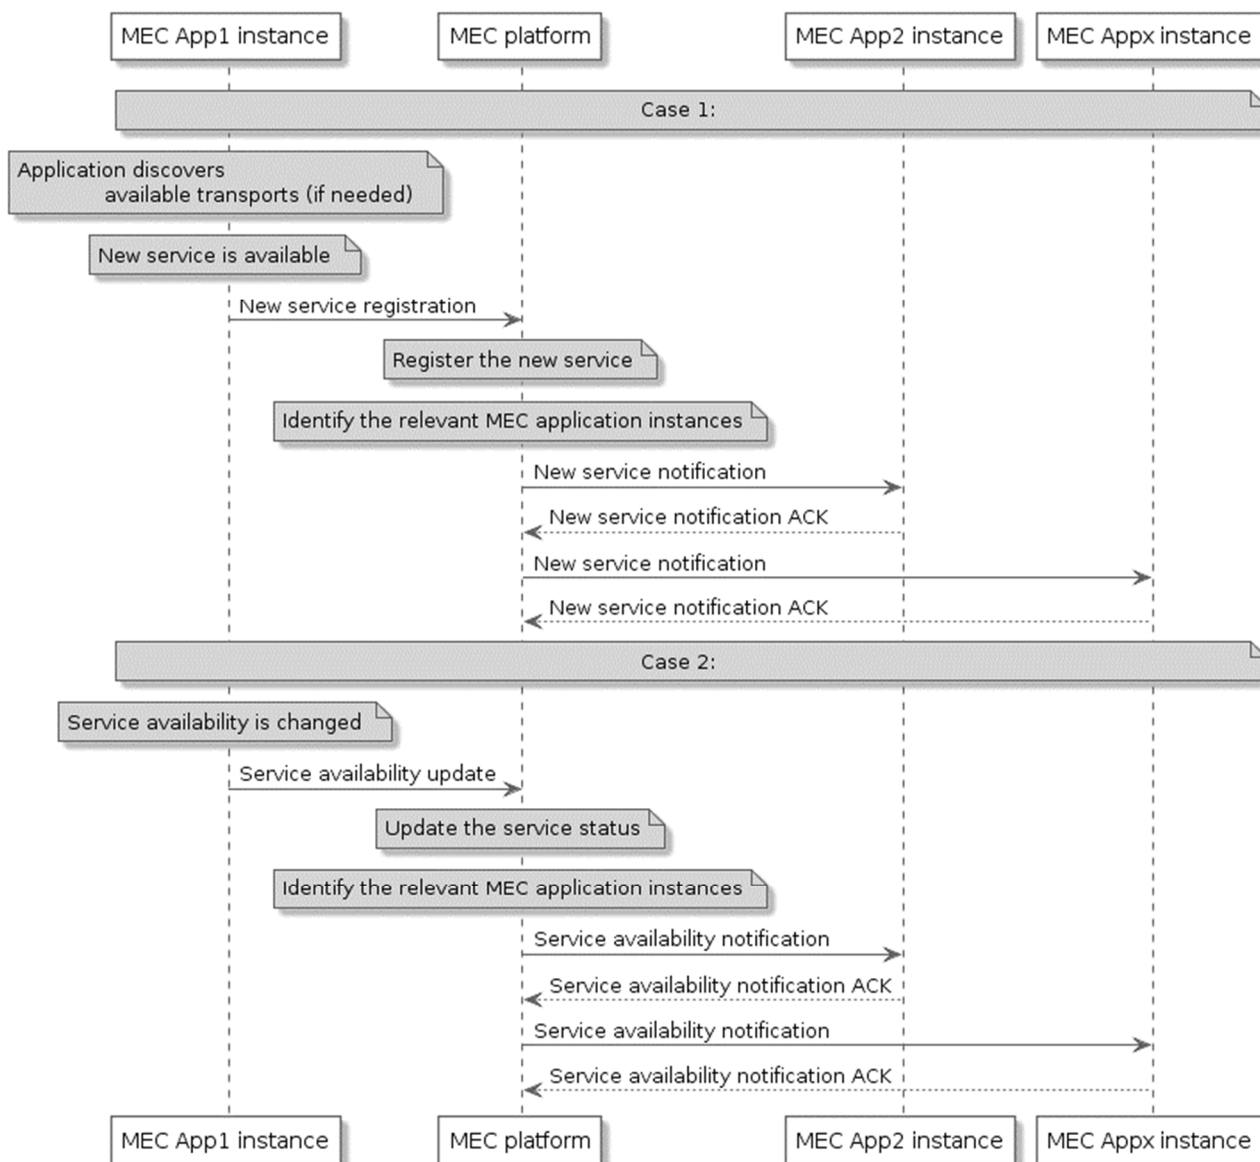 MEC App1 instance
MEC platform
MEC App2 instance
MEC Appx instance
Case 1:
Application discovers
available transports (if needed)
New service is available
New service registration
Register the new service
Identify the relevant MEC application instances
New service notification
New service notification ACK
New service notification
New service notification ACK
Case 2:
Service availability is changed
Service availability update
Update the service status
Identify the relevant MEC application instances
Service availability notification
Service availability notification ACK
Service availability notification
Service availability notification ACK
MEC App1 instance
MEC platform
MEC App2 instance
MEC Appx instance